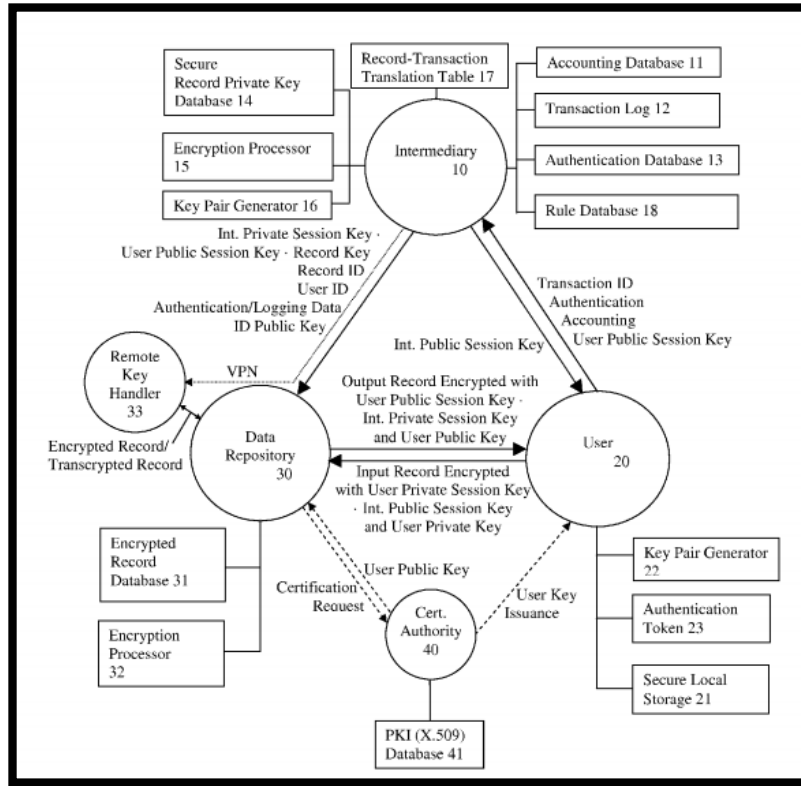 Secure
Record Private Key
Database 14
Record-Transaction
Translation Table 17
Accounting Database 11
Transaction Log 12
Encryption Processor
15
Intermediary
10
Authentication Database 13
Key Pair Generator 16
Rule Database 18
Int. Private Session Key ·
User Public Session Key · Record Key
Record ID
User ID
Authentication/Logging Data
ID Public Key
Transaction ID
Authentication
Accounting
User Public Session Key
Int. Public Session Key
Remote
Key
Handler
33
VPN
Encrypted Record/
Transcrypted Record
Data
Repository
30
Output Record Encrypted with
User Public Session Key ·
Int. Private Session Key
and User Public Key
User
20
Input Record Encrypted
with User Private Session Key
· Int. Public Session Key
and User Private Key
Encrypted
Record
Database 31
Encryption
Processor
32
User Public Key
Certification
Request
Cert.
Authority
40
User Key
Issuance
Key Pair Generator
22
Authentication
Token 23
Secure Local
Storage 21
PKI (X.509)
Database 41